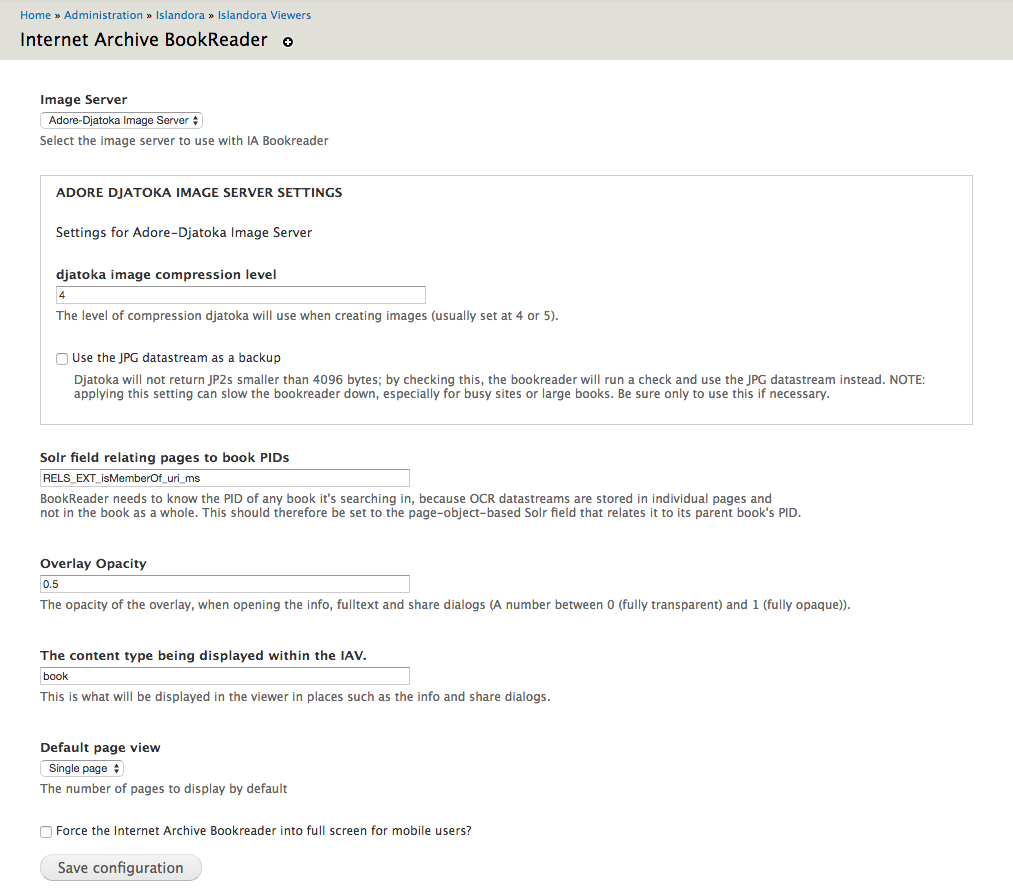 Home » Administration » Islandora » Islandora Viewers
Internet Archive BookReader
Image Server
Adore-Djatoka Image Server
Select the image server to use with IA Bookreader
ADORE DJATOKA IMAGE SERVER SETTINGS
Settings for Adore-Djatoka Image Server
djatoka image compression level
4
The level of compression djatoka will use when creating images (usually set at 4 or 5).
Use the JPG datastream as a backup
Djatoka will not return JP2s smaller than 4096 bytes; by checking this, the bookreader will run a check and use the JPG datastream instead. NOTE:
applying this setting can slow the bookreader down, especially for busy sites or large books. Be sure only to use this if necessary.
Solr field relating pages to book PIDs
RELS_EXT_isMemberOf_uri_ms
BookReader needs to know the PID of any book it's searching in, because OCR datastreams are stored in individual pages and
not in the book as a whole. This should therefore be set to the page-object-based Solr field that relates it to its parent book's PID.
Overlay Opacity
0.5
The opacity of the overlay, when opening the info, fulltext and share dialogs (A number between 0 (fully transparent) and 1 (fully opaque)).
The content type being displayed within the IAV.
book
This is what will be displayed in the viewer in places such as the info and share dialogs.
Default page view
Single page
The number of pages to display by default
Force the Internet Archive Bookreader into full screen for mobile users?
Save configuration